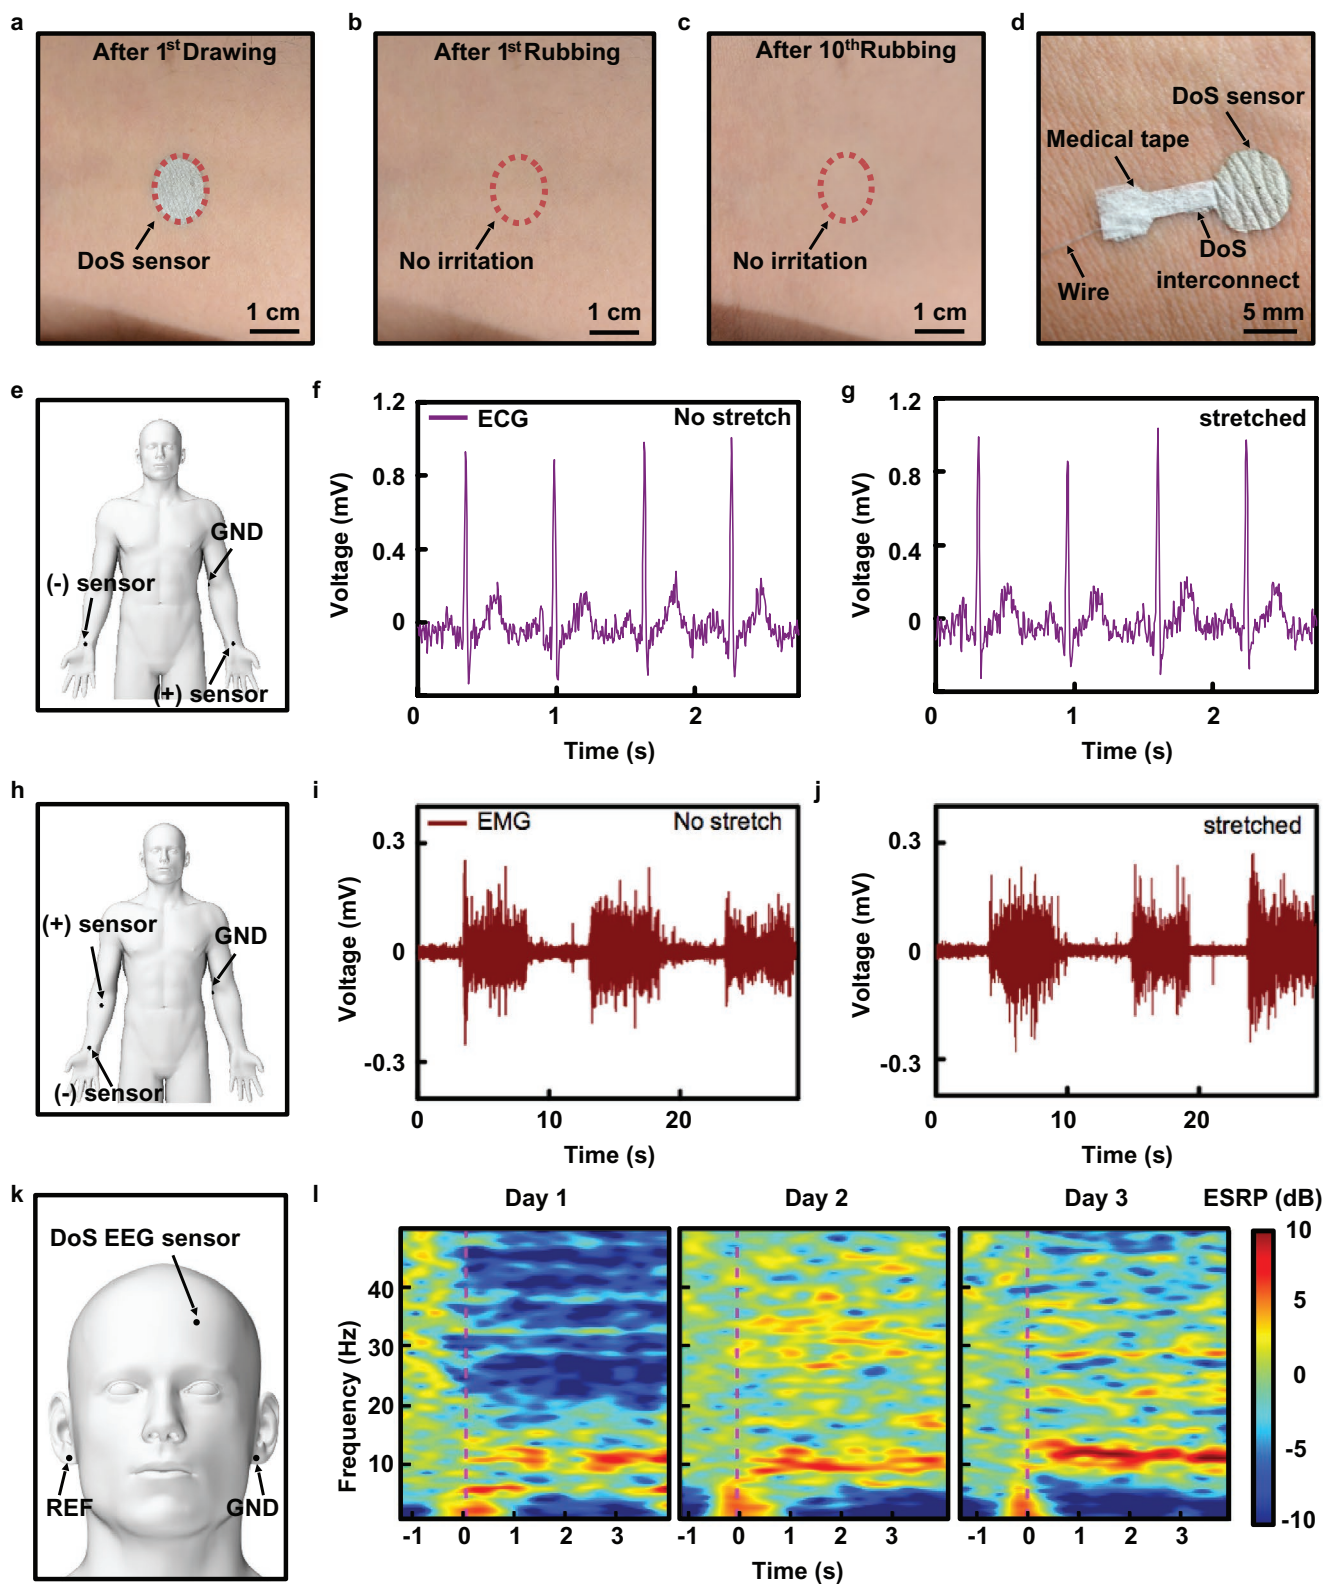 a
After 1st Drawing
DoS sensor
1 cm
b
After 1st Rubbing
No irritation
1 cm
c
After 10th Rubbing
No irritation
1 cm
d
DoS sensor
Medical tape
DoS
interconnect
Wire
5 mm
e
GND
(-) sensor
(+) sensor
f
1.2
0.8
0.4
0
Voltage (mV)
ECG
No stretch
0 1 2
Time (s)
g
1.2
0.8
0.4
0
Voltage (mV)
stretched
0 1 2
Time (s)
h
(+) sensor
GND
(-) sensor
i
0.3
0
-0.3
Voltage (mV)
EMG
No stretch
0 10 20
Time (s)
j
0.3
0
-0.3
Voltage (mV)
stretched
0 10 20
Time (s)
k
DoS EEG sensor
REF
GND
l
Day 1
Day 2
Day 3
ESRP (dB)
40
30
20
10
Frequency (Hz)
-1 0 1 2 3
-1 0 1 2 3
-1 0 1 2 3
Time (s)
10
5
0
-5
-10